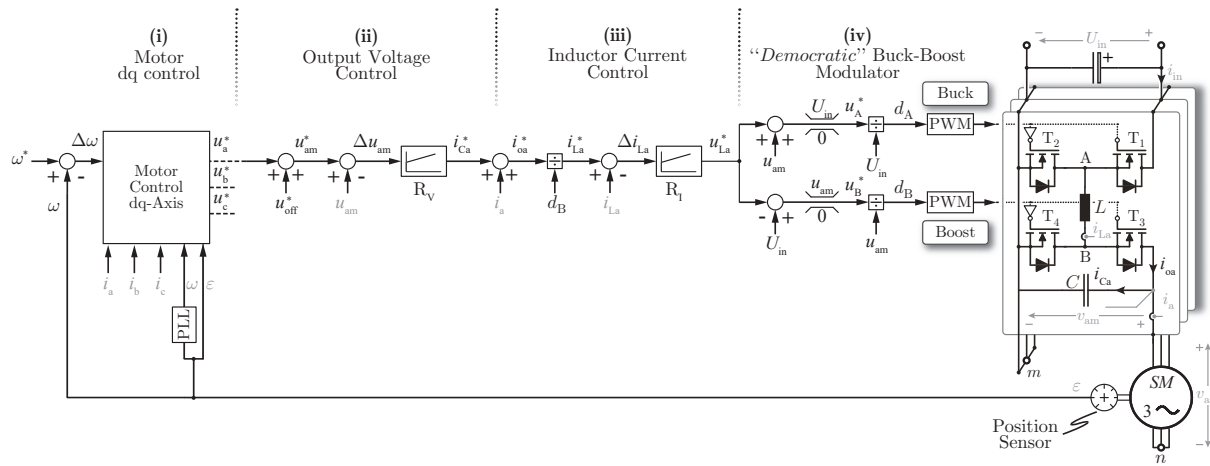 (i)
Motor
dq control
(ii)
Output Voltage
Control
(iii)
Inductor Current
Control
(iv)
“Democratic” Buck-Boost
Modulator
ω*
+
-
Δω
ω
Motor
Control
dq-Axis
u*a
u*b
u*c
ia
ib
ic
ω
ε
PLL
u*am
+ +
u*off
Δuam
+ -
uam
RV
i*Ca
i*oa
+ +
ia
÷
dB
i*La
ΔiLa
+ -
iLa
RI
u*La
+ +
uam
Uin
0
u*A
÷
Uin
dA
Buck
PWM
- +
Uin
uam
0
u*B
÷
uam
dB
PWM
Boost
- Uin +
+
iin
T2
T1
A
L
T4
T3
iLa
B
ioa
C
iCa
ia
- vam +
m
ε
Position
Sensor
SM
3 ~
n
+
va
-